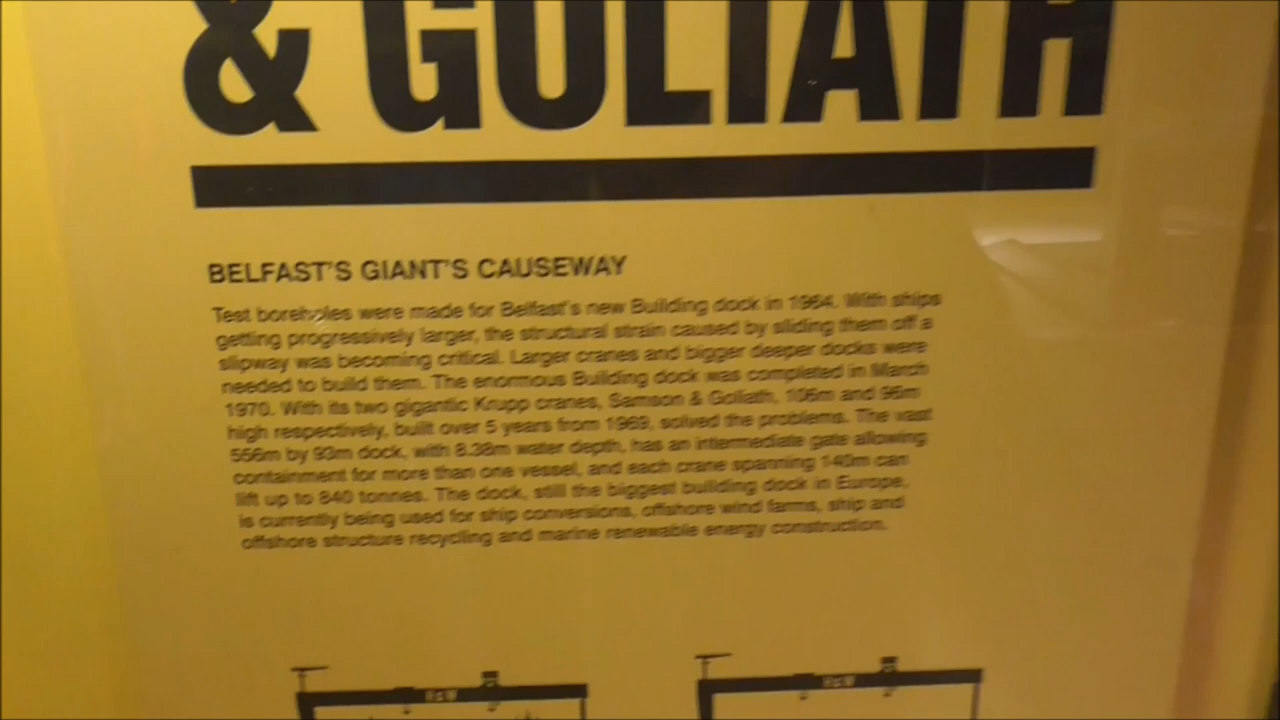 & GOLIATH
BELFAST'S GIANT'S CAUSEWAY
Test boreholes were made for Belfast's new Building dock in 1964. With ships
getting progressively larger, the structural strain caused by sliding them off a
slipway was becoming critical. Larger cranes and bigger deeper docks were
needed to build them. The enormous Building dock was completed in March
1970. With its two gigantic Krupp cranes, Samson & Goliath, 106m and 96m
high respectively, built over 5 years from 1969, solved the problems. The vast
556m by 93m dock, with 8.38m water depth, has an intermediate gate allowing
containment for more than one vessel, and each crane spanning 140m can
lift up to 840 tonnes. The dock, still the biggest building dock in Europe,
is currently being used for ship conversions, offshore wind farms, ship and
offshore structure recycling and marine renewable energy construction.
H&W H&W